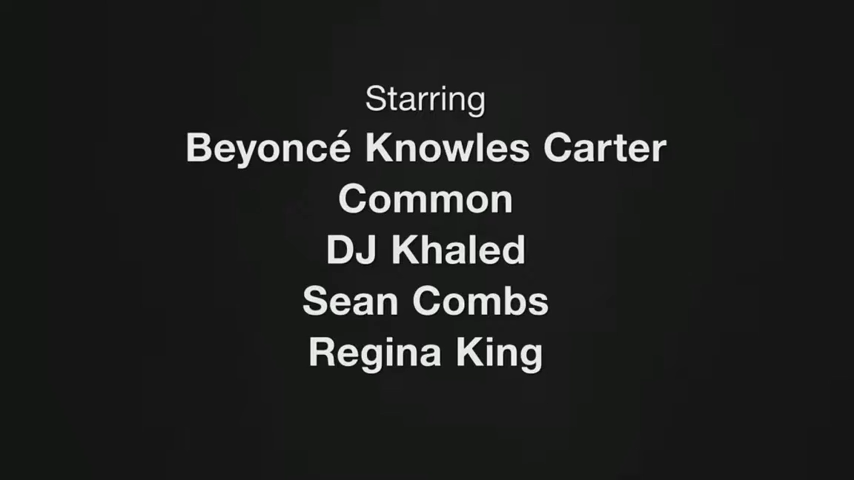 Starring
Beyoncé Knowles Carter
Common
DJ Khaled
Sean Combs
Regina King